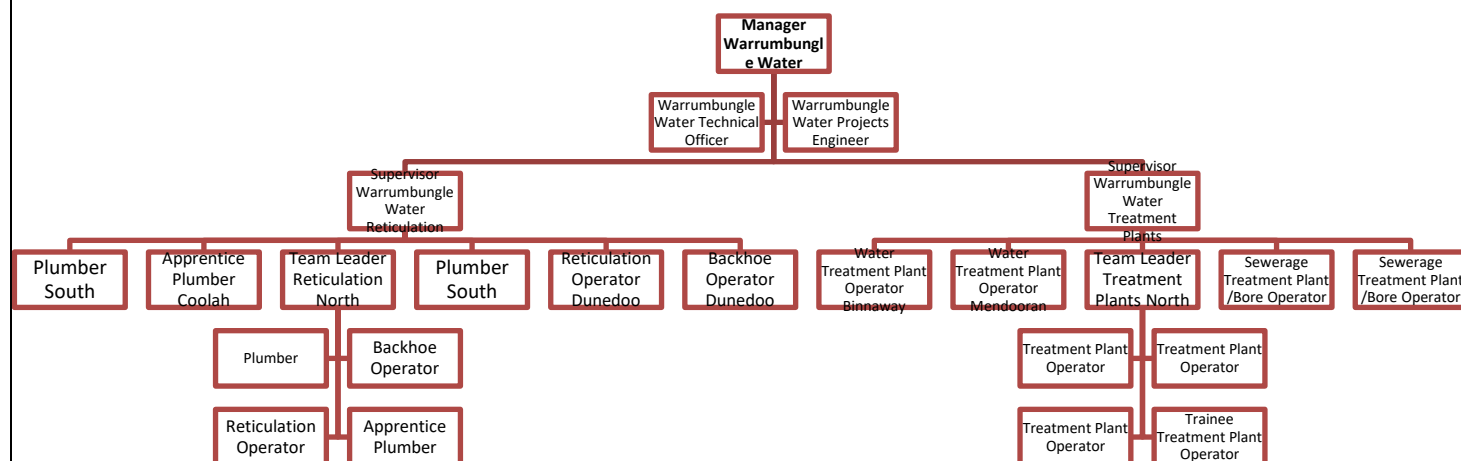 Manager
Warrumbungl
e Water
Warrumbungle
Water Technical
Officer
Warrumbungle
Water Projects
Engineer
Supervisor
Warrumbungle
Water
Reticulation
Supervisor
Warrumbungle
Water
Treatment
Plants
Plumber
South
Apprentice
Plumber
Coolah
Team Leader
Reticulation
North
Plumber
South
Reticulation
Operator
Dunedoo
Backhoe
Operator
Dunedoo
Water
Treatment Plant
Operator
Binnaway
Water
Treatment Plant
Operator
Mendooran
Team Leader
Treatment
Plants North
Sewerage
Treatment Plant
/Bore Operator
Sewerage
Treatment Plant
/Bore Operator
Plumber
Backhoe
Operator
Treatment Plant
Operator
Treatment Plant
Operator
Reticulation
Operator
Apprentice
Plumber
Treatment Plant
Operator
Trainee
Treatment Plant
Operator